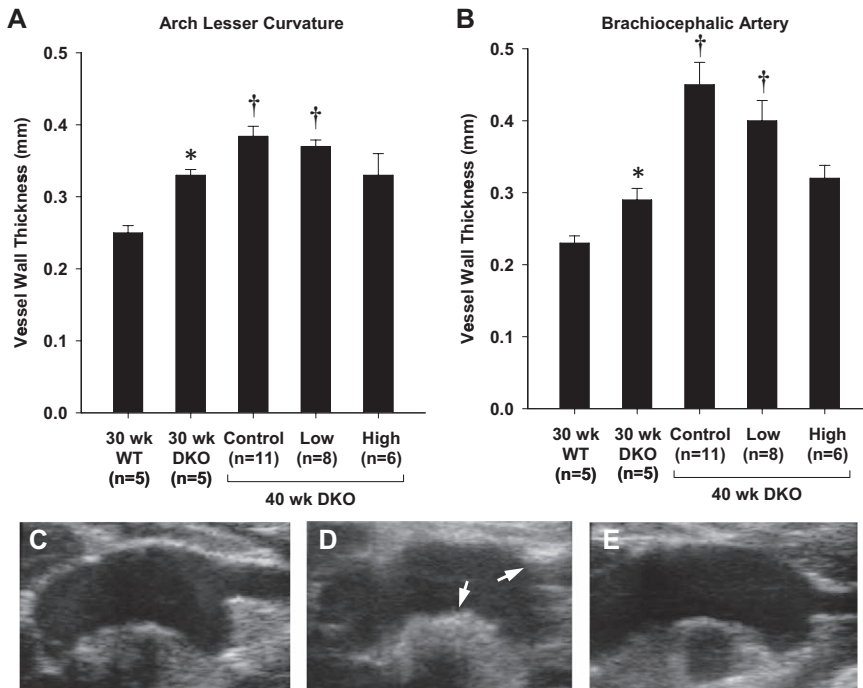 A
Arch Lesser Curvature
Vessel Wall Thickness (mm)
0.5
0.4
0.3
0.2
0.1
0.0
*
†
†
30 wk WT (n=5)
30 wk DKO (n=5)
Control (n=11)
Low (n=8)
High (n=6)
40 wk DKO
B
Brachiocephalic Artery
Vessel Wall Thickness (mm)
0.5
0.4
0.3
0.2
0.1
0.0
*
†
†
30 wk WT (n=5)
30 wk DKO (n=5)
Control (n=11)
Low (n=8)
High (n=6)
40 wk DKO
C
D
E